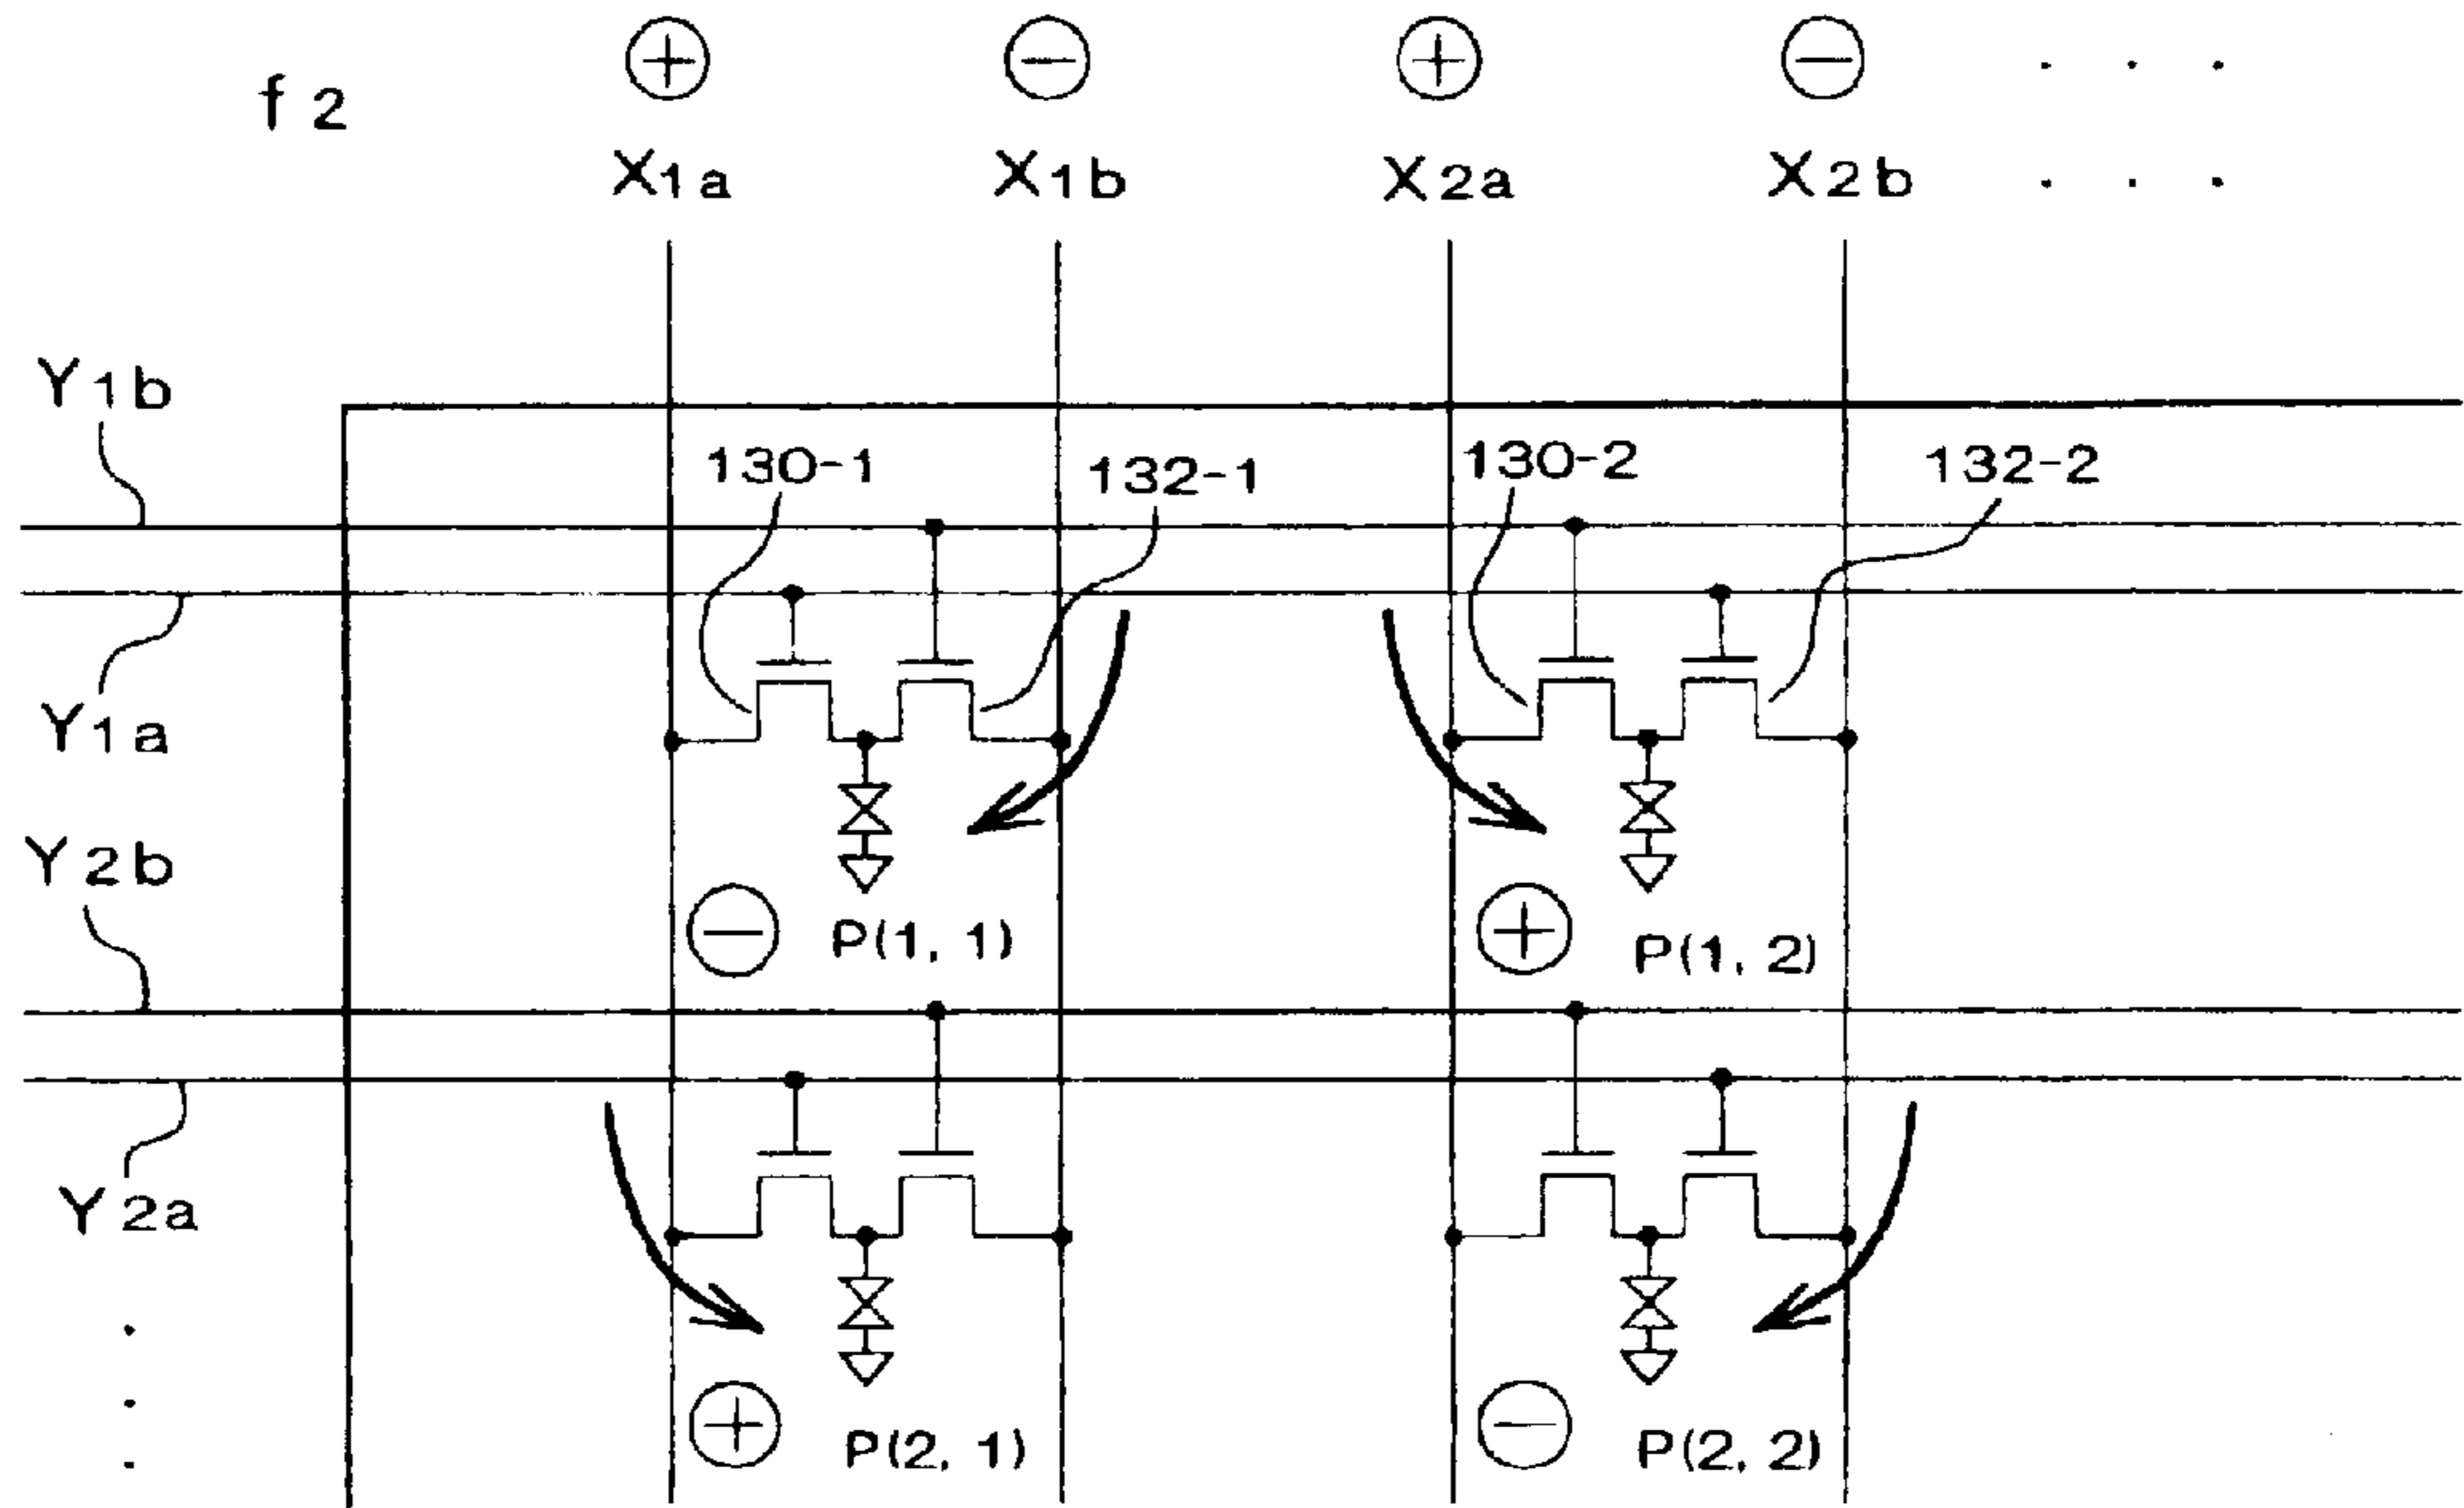 ⊕ ⊖ ⊕ ⊖ . . .
f2
X1a X1b X2a X2b . . .
Y1b
130-1 132-1 130-2 132-2
Y1a
Y2b
⊖ P(1, 1) ⊕ P(1, 2)
Y2a
⊕ P(2, 1) ⊖ P(2, 2)